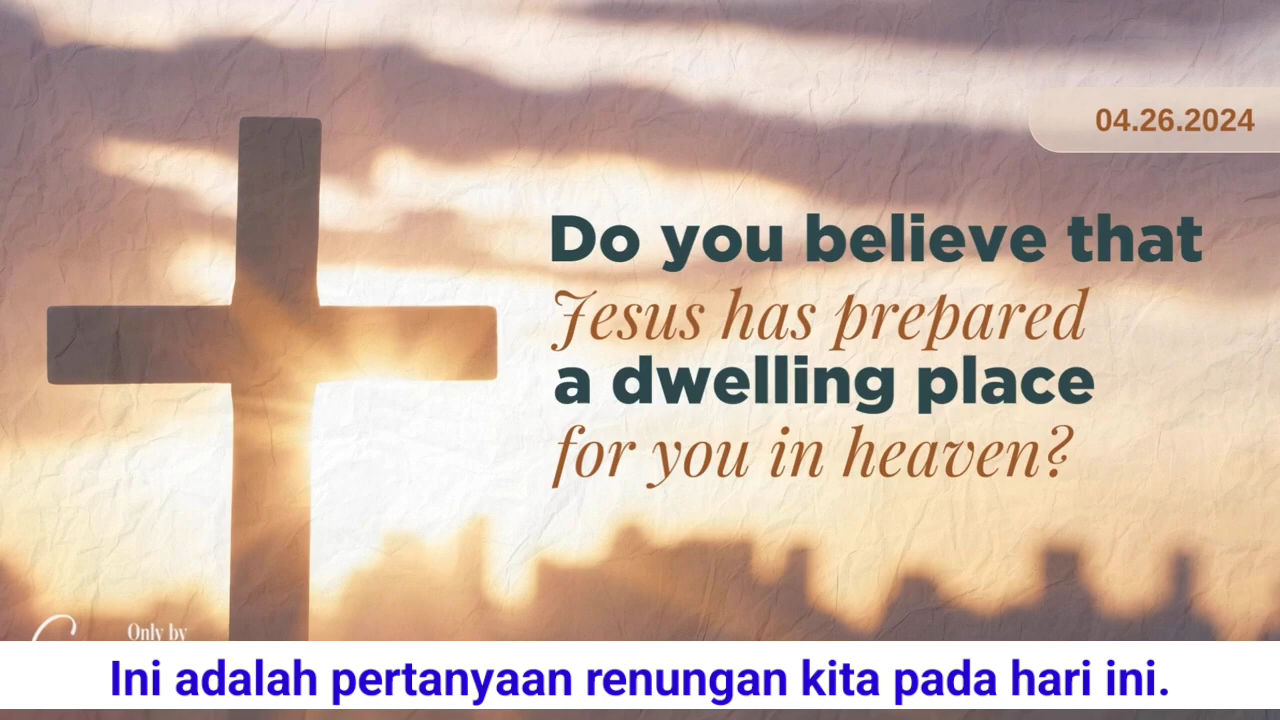 04.26.2024
Do you believe that
Jesus has prepared
a dwelling place
for you in heaven?
Only by
Ini adalah pertanyaan renungan kita pada hari ini.